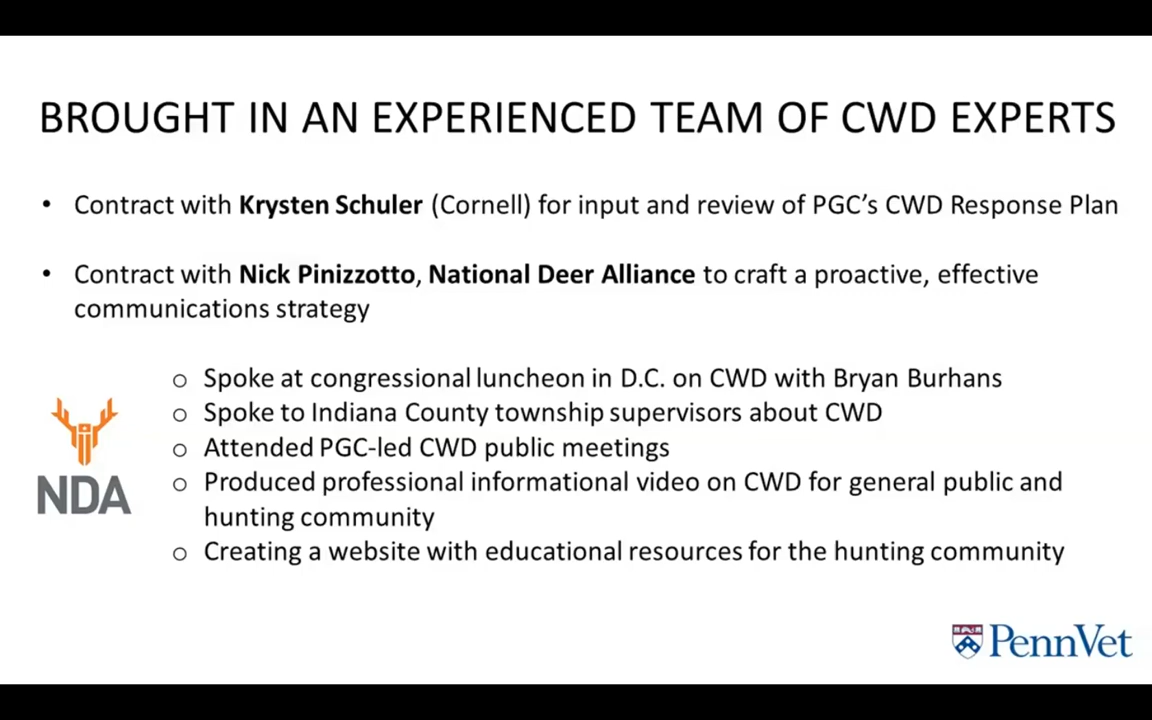 BROUGHT IN AN EXPERIENCED TEAM OF CWD EXPERTS
• Contract with Krysten Schuler (Cornell) for input and review of PGC's CWD Response Plan
• Contract with Nick Pinizzotto, National Deer Alliance to craft a proactive, effective
communications strategy
o Spoke at congressional luncheon in D.C. on CWD with Bryan Burhans
o Spoke to Indiana County township supervisors about CWD
o Attended PGC-led CWD public meetings
o Produced professional informational video on CWD for general public and
hunting community
o Creating a website with educational resources for the hunting community
NDA
PennVet